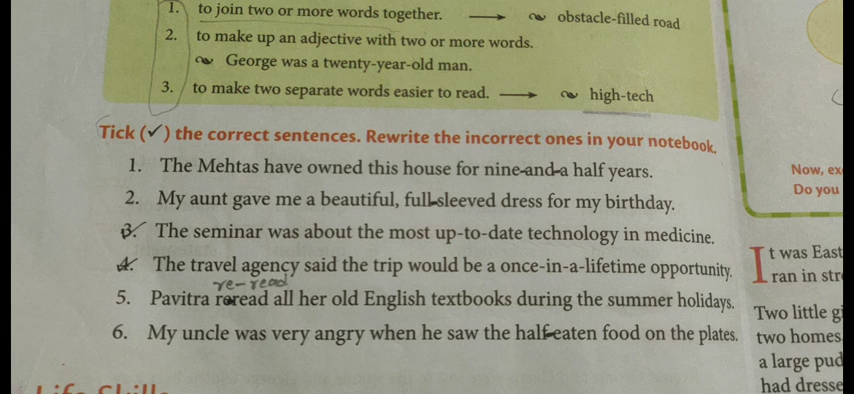 1. to join two or more words together. → obstacle-filled road
2. to make up an adjective with two or more words.
George was a twenty-year-old man.
3. to make two separate words easier to read. → high-tech
Tick (✓) the correct sentences. Rewrite the incorrect ones in your notebook.
1. The Mehtas have owned this house for nine-and-a half years.
2. My aunt gave me a beautiful, full-sleeved dress for my birthday.
3. The seminar was about the most up-to-date technology in medicine.
4. The travel agency said the trip would be a once-in-a-lifetime opportunity.
re-read
5. Pavitra reread all her old English textbooks during the summer holidays.
6. My uncle was very angry when he saw the half-eaten food on the plates.
Life Skills
Now, ex
Do you
It was East
ran in str
Two little gi
two homes
a large pud
had dresse